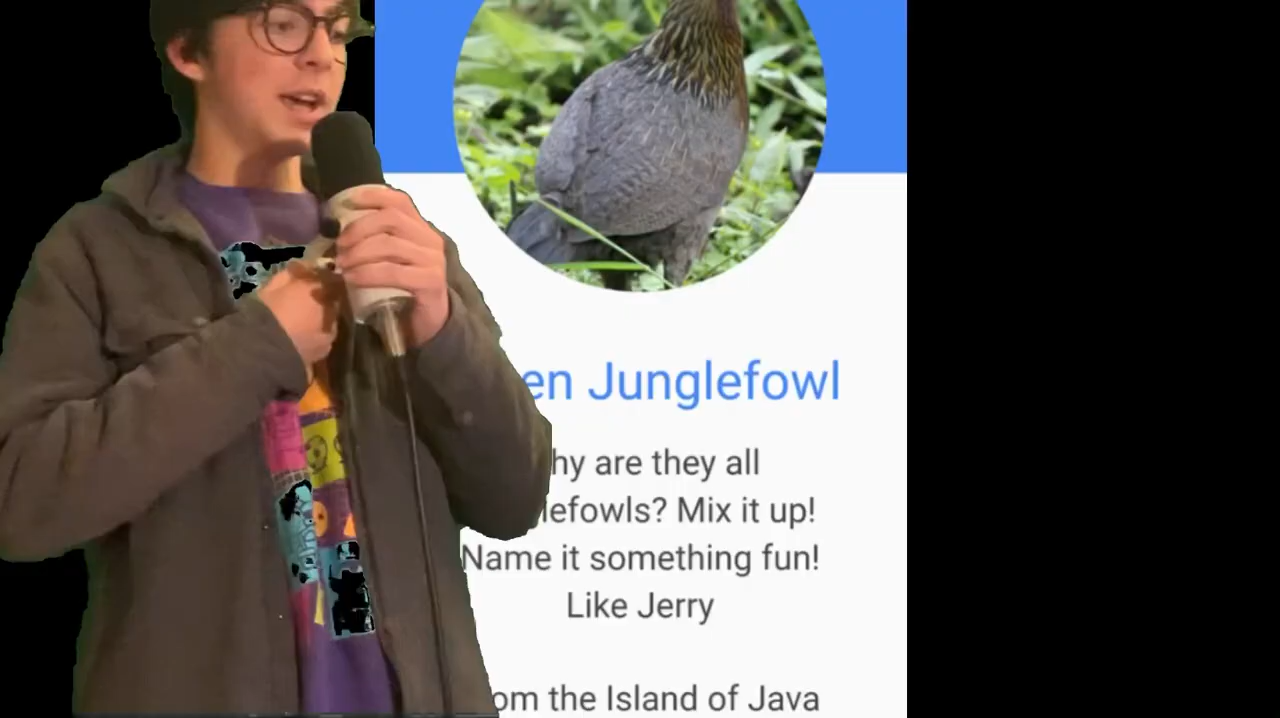 en Junglefowl
hy are they all
lefowls? Mix it up!
Name it something fun!
Like Jerry
om the Island of Java